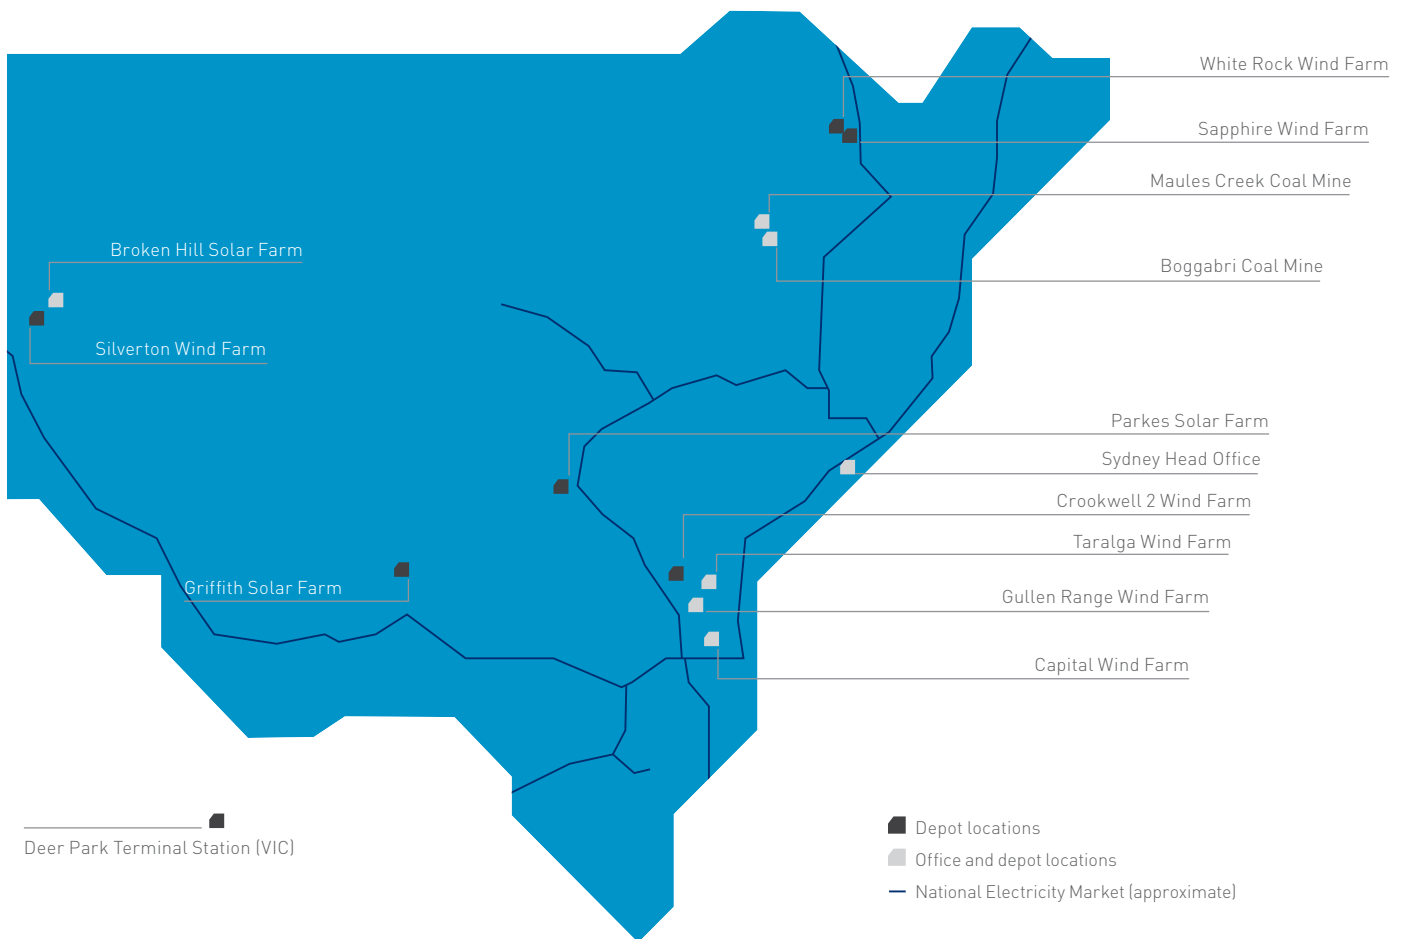 White Rock Wind Farm
Sapphire Wind Farm
Maules Creek Coal Mine
Broken Hill Solar Farm
Boggabri Coal Mine
Silverton Wind Farm
Parkes Solar Farm
Sydney Head Office
Crookwell 2 Wind Farm
Taralga Wind Farm
Griffith Solar Farm
Gullen Range Wind Farm
Capital Wind Farm
Deer Park Terminal Station (VIC)
Depot locations
Office and depot locations
National Electricity Market (approximate)